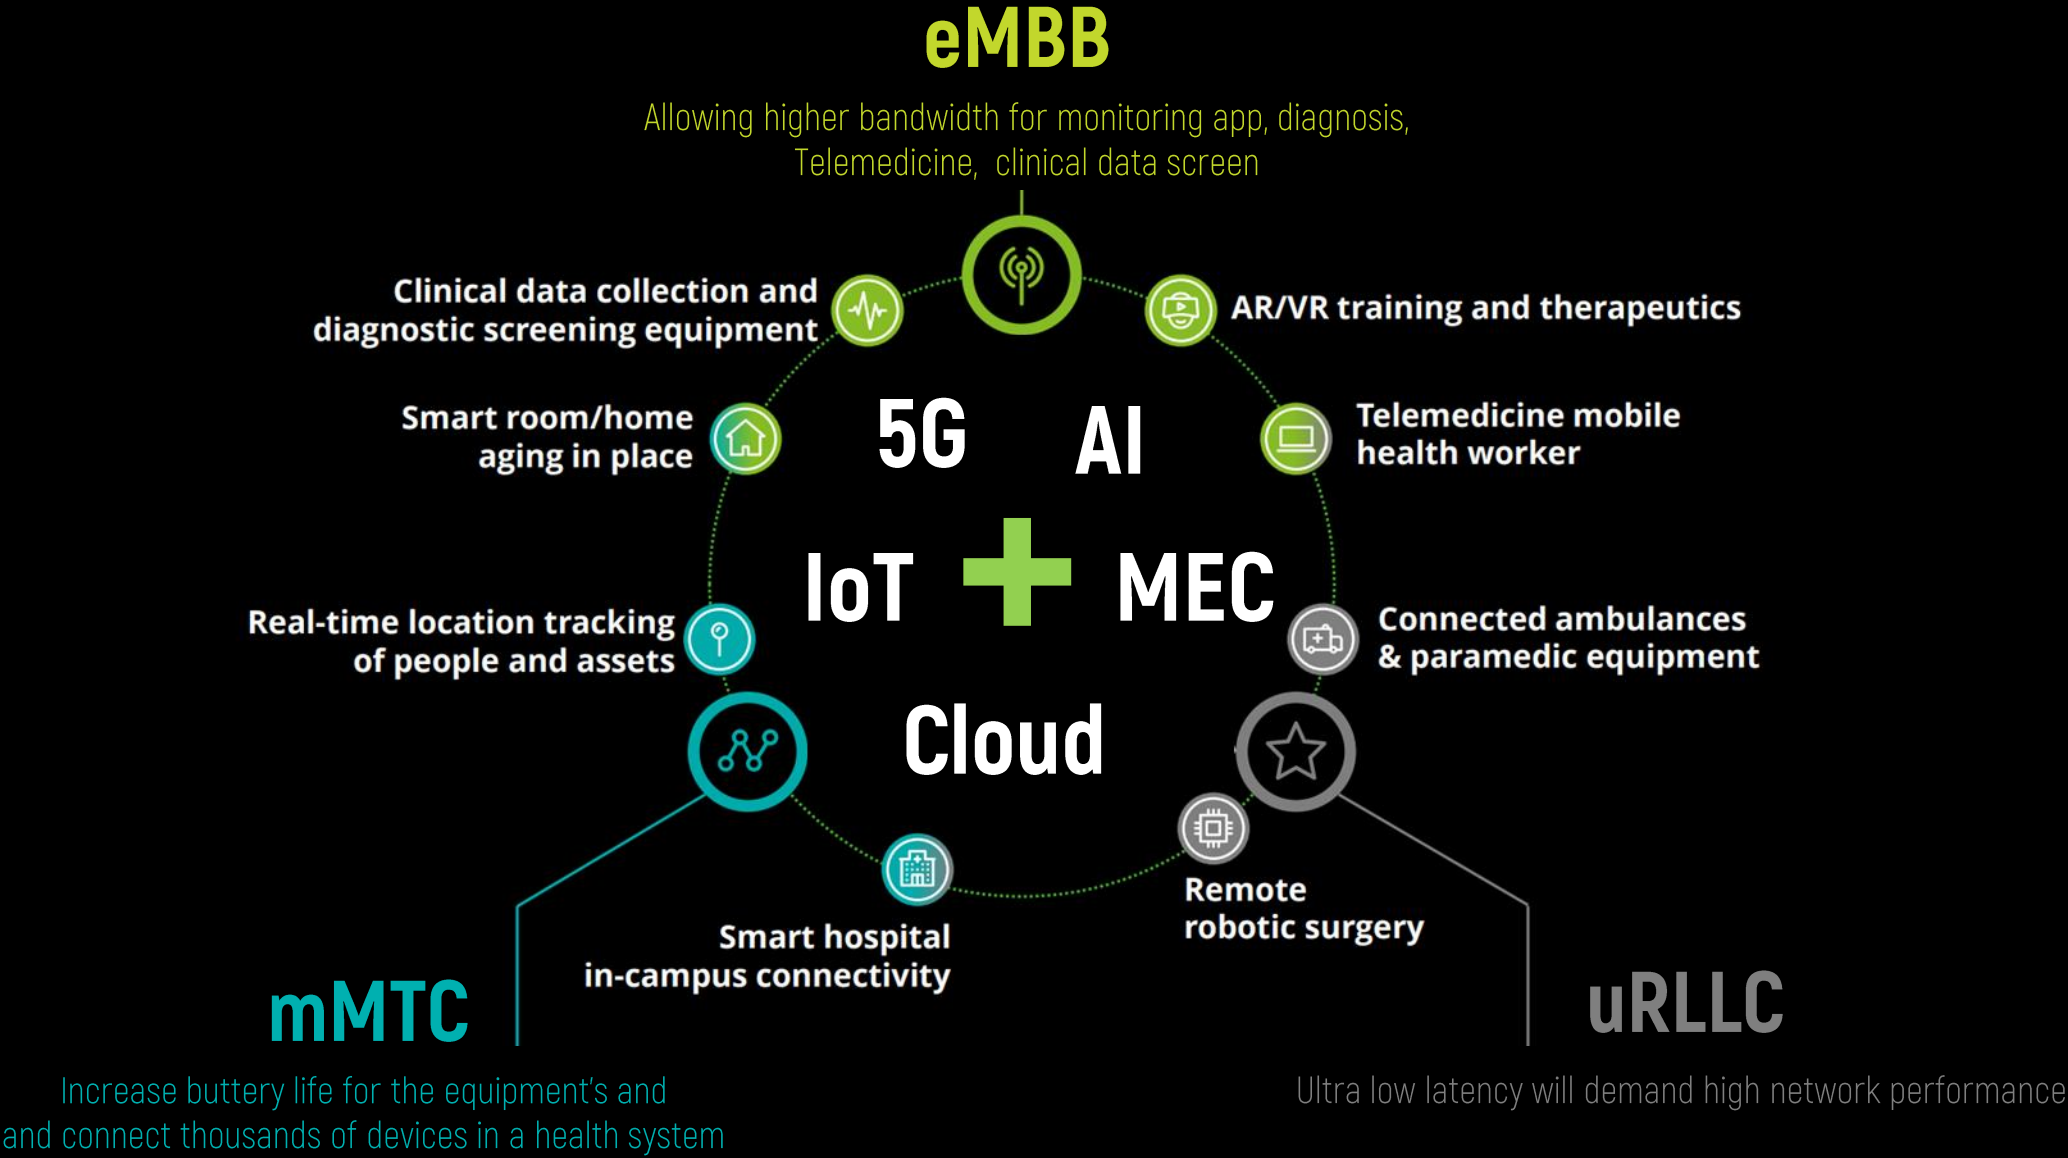 eMBB
Allowing higher bandwidth for monitoring app, diagnosis,
Telemedicine, clinical data screen
Clinical data collection and
diagnostic screening equipment
AR/VR training and therapeutics
Smart room/home
aging in place
5G
AI
Telemedicine mobile
health worker
IoT
MEC
Real-time location tracking
of people and assets
Connected ambulances
& paramedic equipment
Cloud
Remote
robotic surgery
Smart hospital
in-campus connectivity
mMTC
Increase buttery life for the equipment's and
and connect thousands of devices in a health system
uRLLC
Ultra low latency will demand high network performance